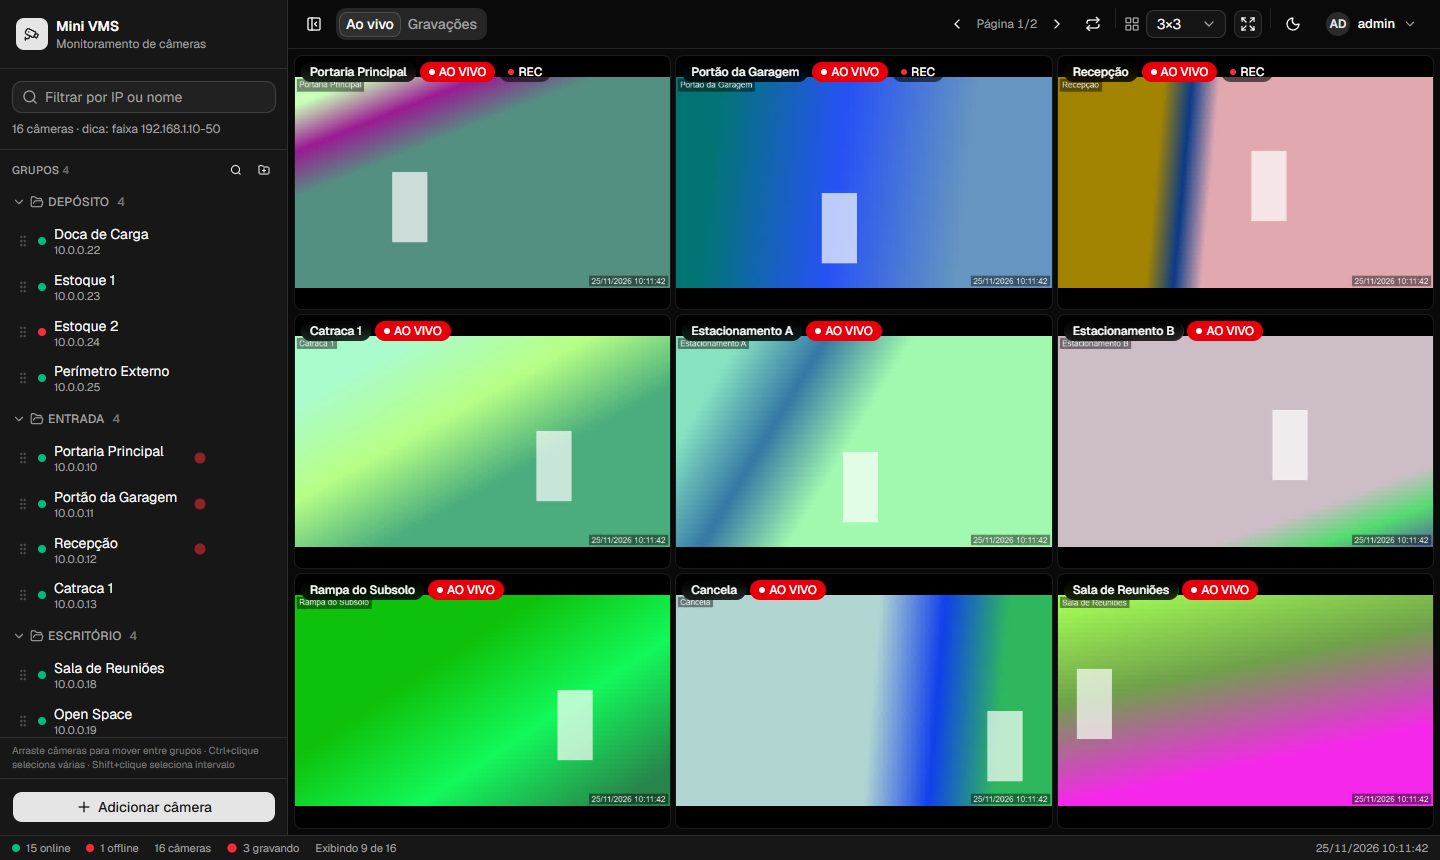 Mini VMS
Monitoramento de câmeras
Filtrar por IP ou nome
16 câmeras · dica: faixa 192.168.1.10-50
GRUPOS 4
DEPÓSITO 4
Doca de Carga
10.0.0.22
Estoque 1
10.0.0.23
Estoque 2
10.0.0.24
Perímetro Externo
10.0.0.25
ENTRADA 4
Portaria Principal
10.0.0.10
Portão da Garagem
10.0.0.11
Recepção
10.0.0.12
Catraca 1
10.0.0.13
ESCRITÓRIO 4
Sala de Reuniões
10.0.0.18
Open Space
10.0.0.19
Arraste câmeras para mover entre grupos · Ctrl+clique
seleciona várias · Shift+clique seleciona intervalo
+ Adicionar câmera
Ao vivo Gravações
Página 1/2
3×3
AD admin
Portaria Principal AO VIVO REC
Portaria Principal
25/11/2026 10:11:42
Portão da Garagem AO VIVO REC
Portão da Garagem
25/11/2026 10:11:42
Recepção AO VIVO REC
Recepção
25/11/2026 10:11:42
Catraca 1 AO VIVO
Catraca 1
25/11/2026 10:11:42
Estacionamento A AO VIVO
Estacionamento A
25/11/2026 10:11:42
Estacionamento B AO VIVO
Estacionamento B
25/11/2026 10:11:42
Rampa do Subsolo AO VIVO
Rampa do Subsolo
25/11/2026 10:11:42
Cancela AO VIVO
Cancela
25/11/2026 10:11:42
Sala de Reuniões AO VIVO
Sala de Reuniões
25/11/2026 10:11:42
15 online 1 offline 16 câmeras 3 gravando Exibindo 9 de 16
25/11/2026 10:11:42